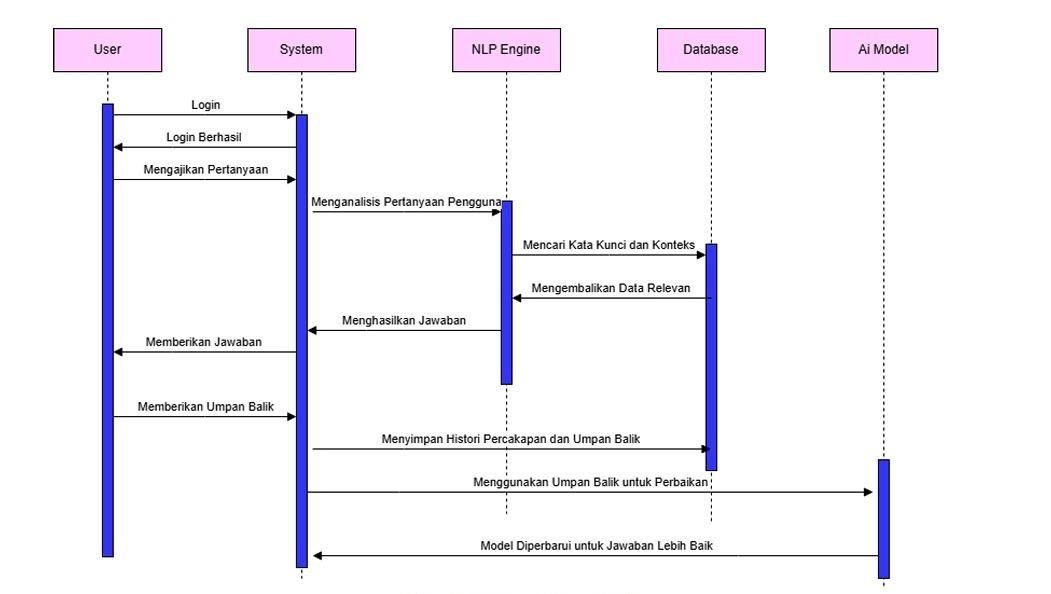 User
System
NLP Engine
Database
Ai Model
Login
Login Berhasil
Mengajikan Pertanyaan
Menganalisis Pertanyaan Pengguna
Mencari Kata Kunci dan Konteks
Mengembalikan Data Relevan
Menghasilkan Jawaban
Memberikan Jawaban
Memberikan Umpan Balik
Menyimpan Histori Percakapan dan Umpan Balik
Menggunakan Umpan Balik untuk Perbaikan
Model Diperbarui untuk Jawaban Lebih Baik